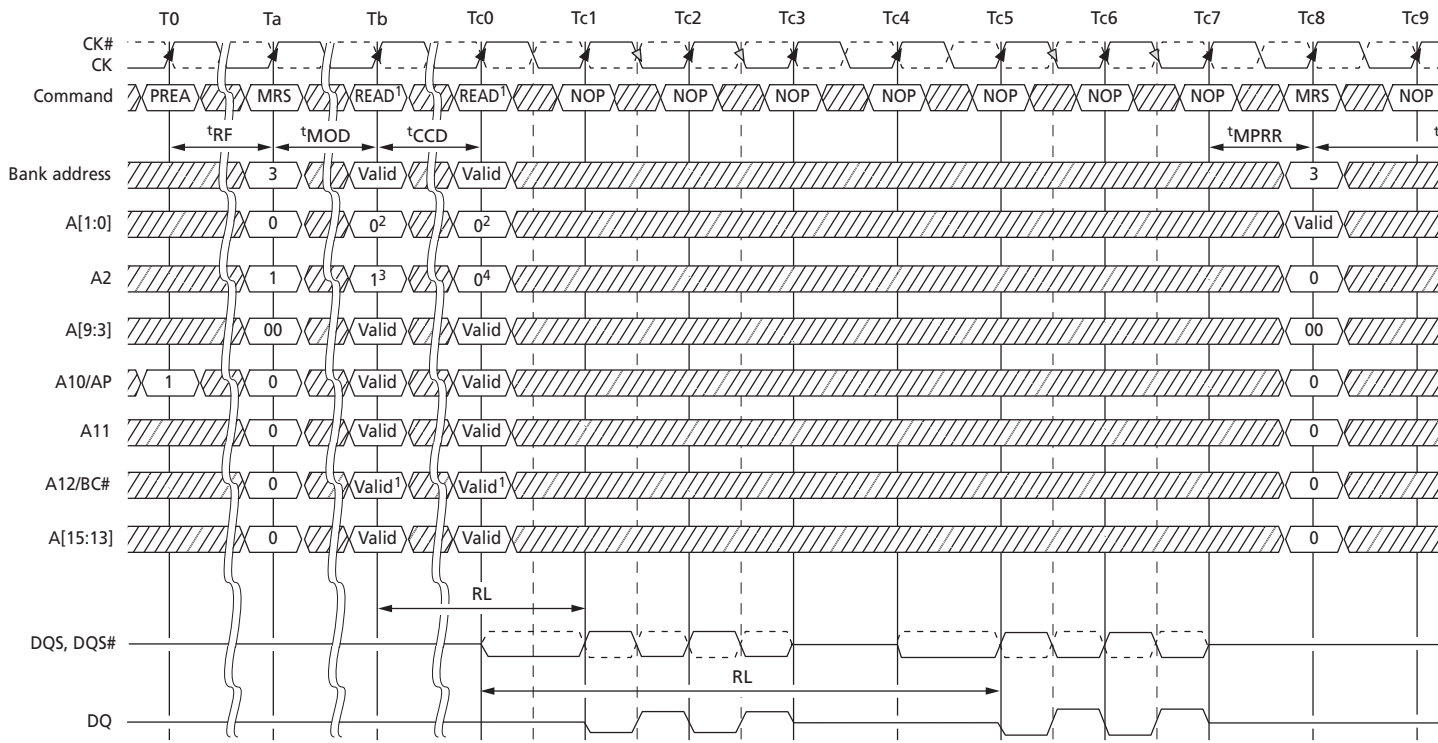 T0 Ta Tb Tc0 Tc1 Tc2 Tc3 Tc4 Tc5 Tc6 Tc7 Tc8 Tc9
CK#
CK
Command PREA MRS READ1 READ1 NOP NOP NOP NOP NOP NOP NOP MRS NOP
tRF tMOD tCCD tMPRR t
Bank address 3 Valid Valid 3
A[1:0] 0 02 02 Valid
A2 1 13 04 0
A[9:3] 00 Valid Valid 00
A10/AP 1 0 Valid Valid 0
A11 0 Valid Valid 0
A12/BC# 0 Valid1 Valid1 0
A[15:13] 0 Valid Valid 0
RL
DQS, DQS#
RL
DQ